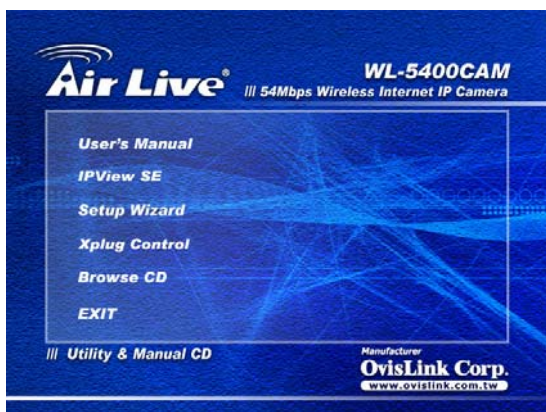 Air Live®
WL-5400CAM
/// 54Mbps Wireless Internet IP Camera
User's Manual
IPView SE
Setup Wizard
Xplug Control
Browse CD
EXIT
/// Utility & Manual CD
Manufacturer
OvisLink Corp.
www.ovislink.com.tw